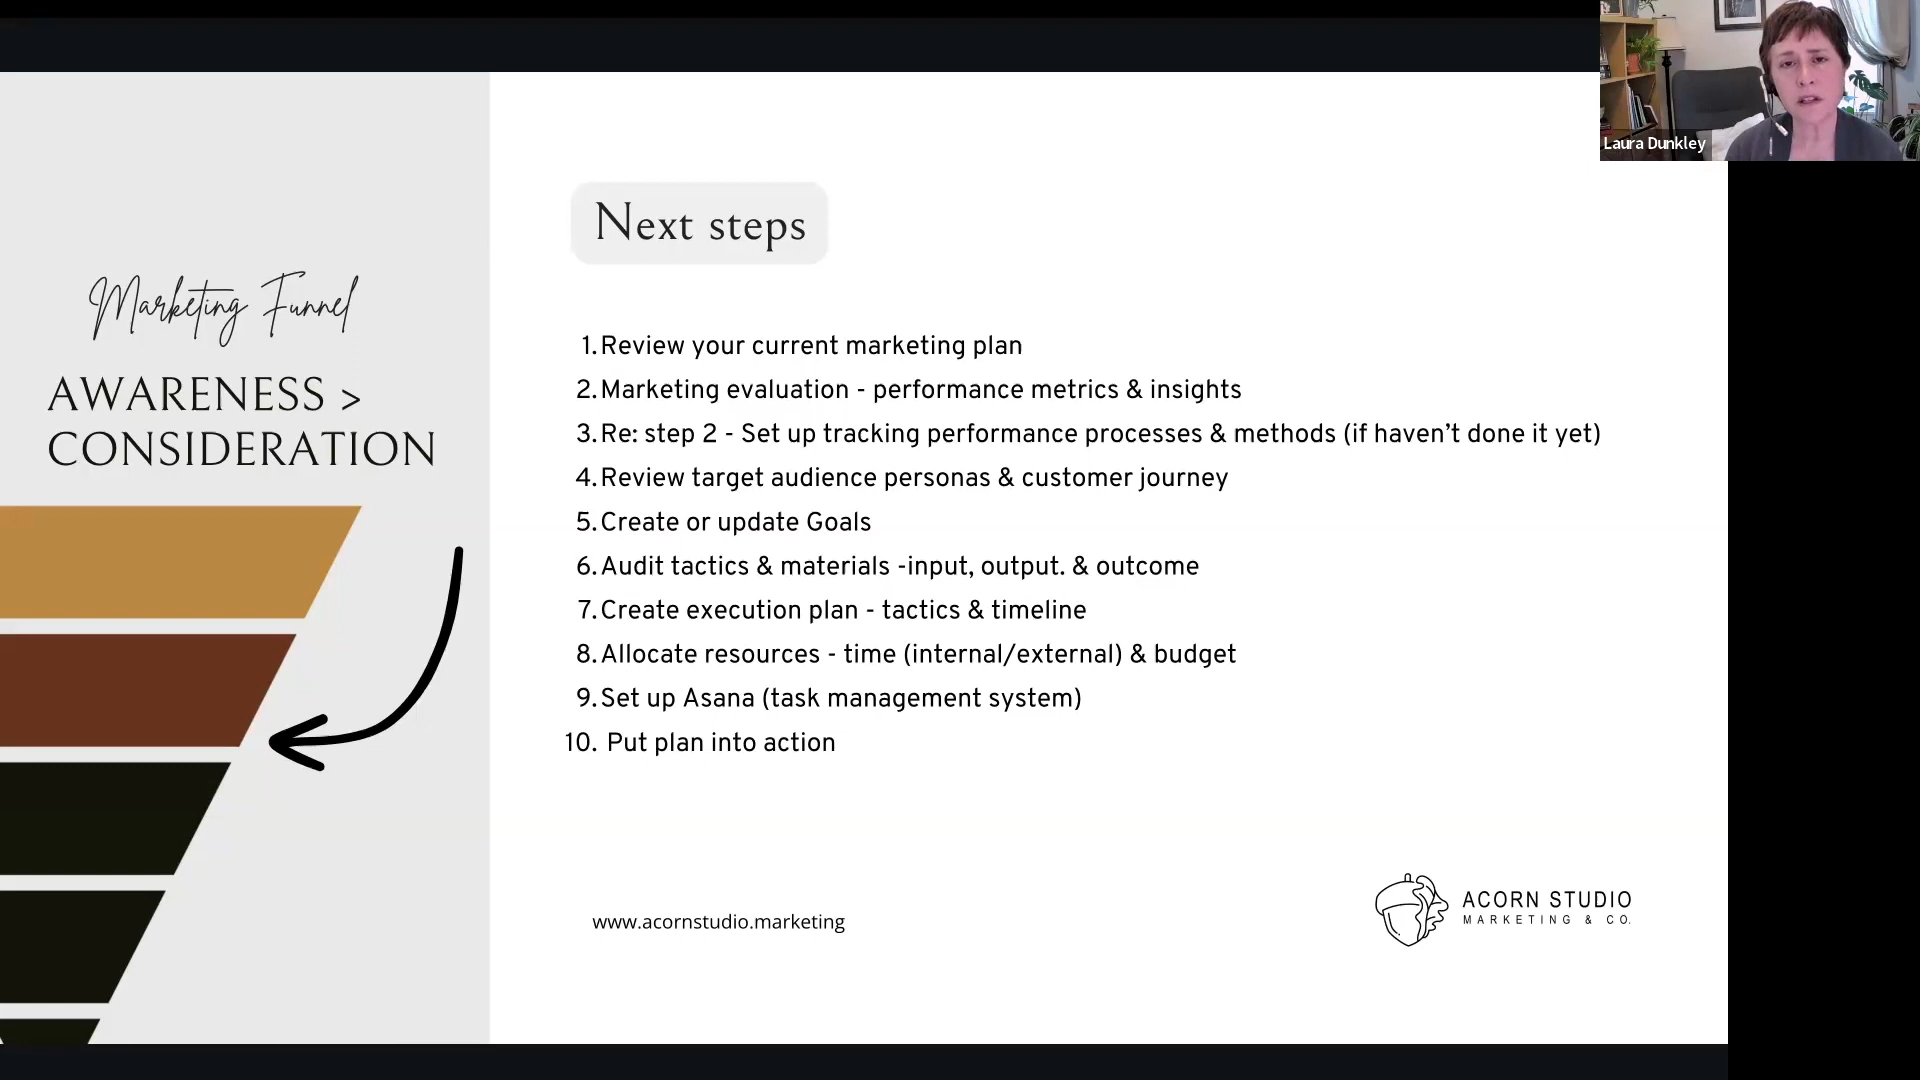 Laura Dunkley
Marketing Funnel
AWARENESS >
CONSIDERATION
Next steps
1. Review your current marketing plan
2. Marketing evaluation - performance metrics & insights
3. Re: step 2 - Set up tracking performance processes & methods (if haven’t done it yet)
4. Review target audience personas & customer journey
5. Create or update Goals
6. Audit tactics & materials -input, output. & outcome
7. Create execution plan - tactics & timeline
8. Allocate resources - time (internal/external) & budget
9. Set up Asana (task management system)
10. Put plan into action
www.acornstudio.marketing
ACORN STUDIO
MARKETING & CO.